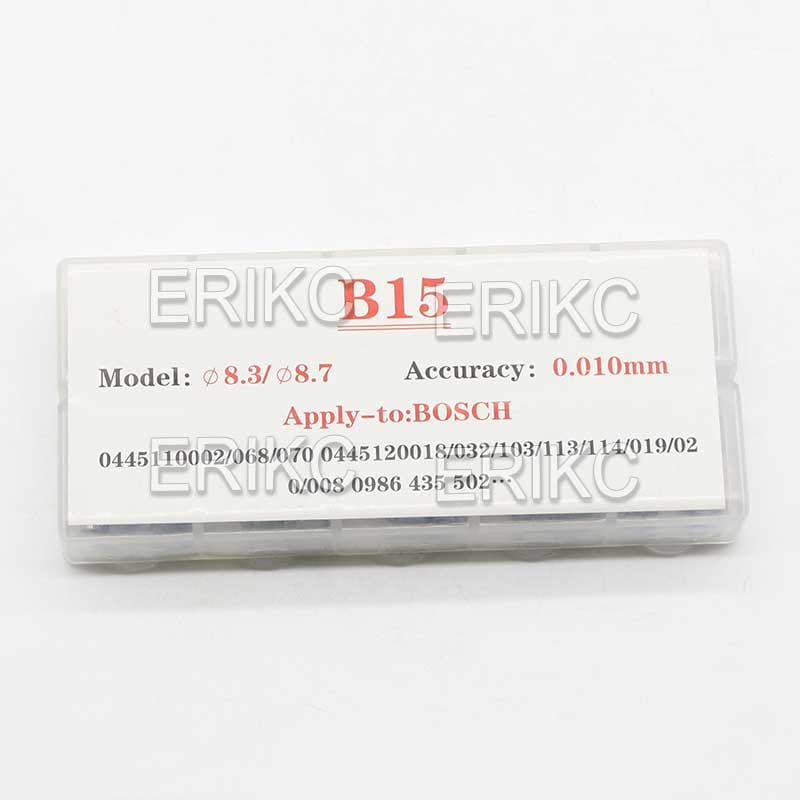 ERIKC ERIKC
B15
Model: ∅8.3/∅8.7 Accuracy: 0.010mm
Apply-to:BOSCH
0445110002/068/070 0445120018/032/103/113/114/019/02
0/008 0986 435 502···
ERIKC ERIKC